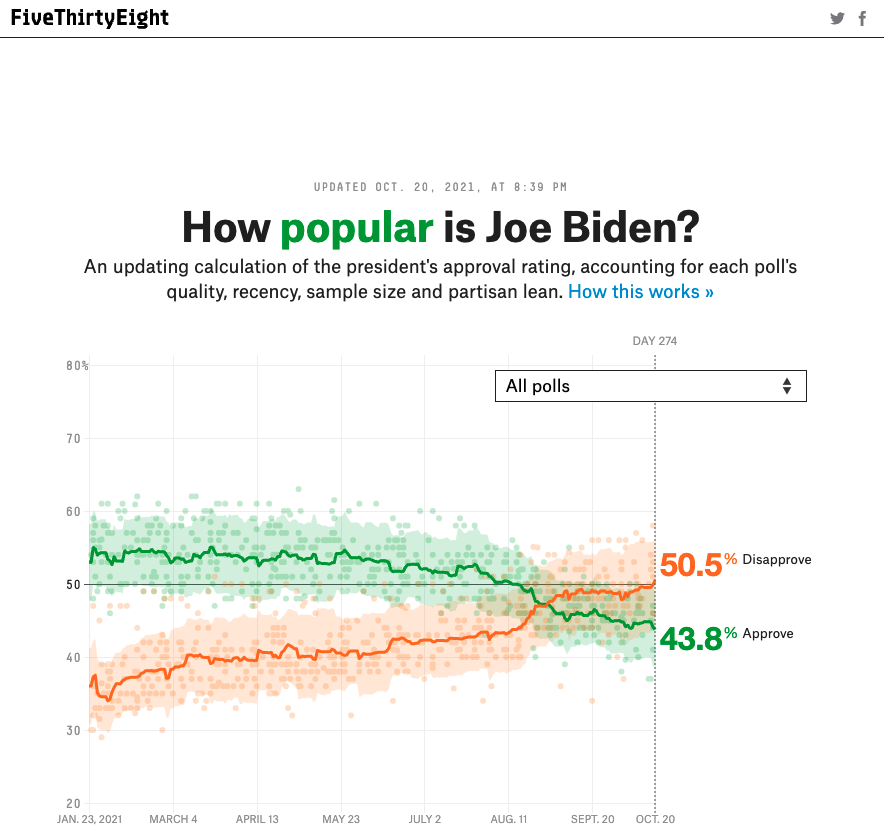 FiveThirtyEight
UPDATED OCT. 20, 2021, AT 8:39 PM
How popular is Joe Biden?
An updating calculation of the president's approval rating, accounting for each poll's
quality, recency, sample size and partisan lean. How this works »
DAY 274
80%
All polls
70
60
50.5% Disapprove
50
43.8% Approve
40
30
20
JAN. 23, 2021 MARCH 4 APRIL 13 MAY 23 JULY 2 AUG. 11 SEPT. 20 OCT. 20